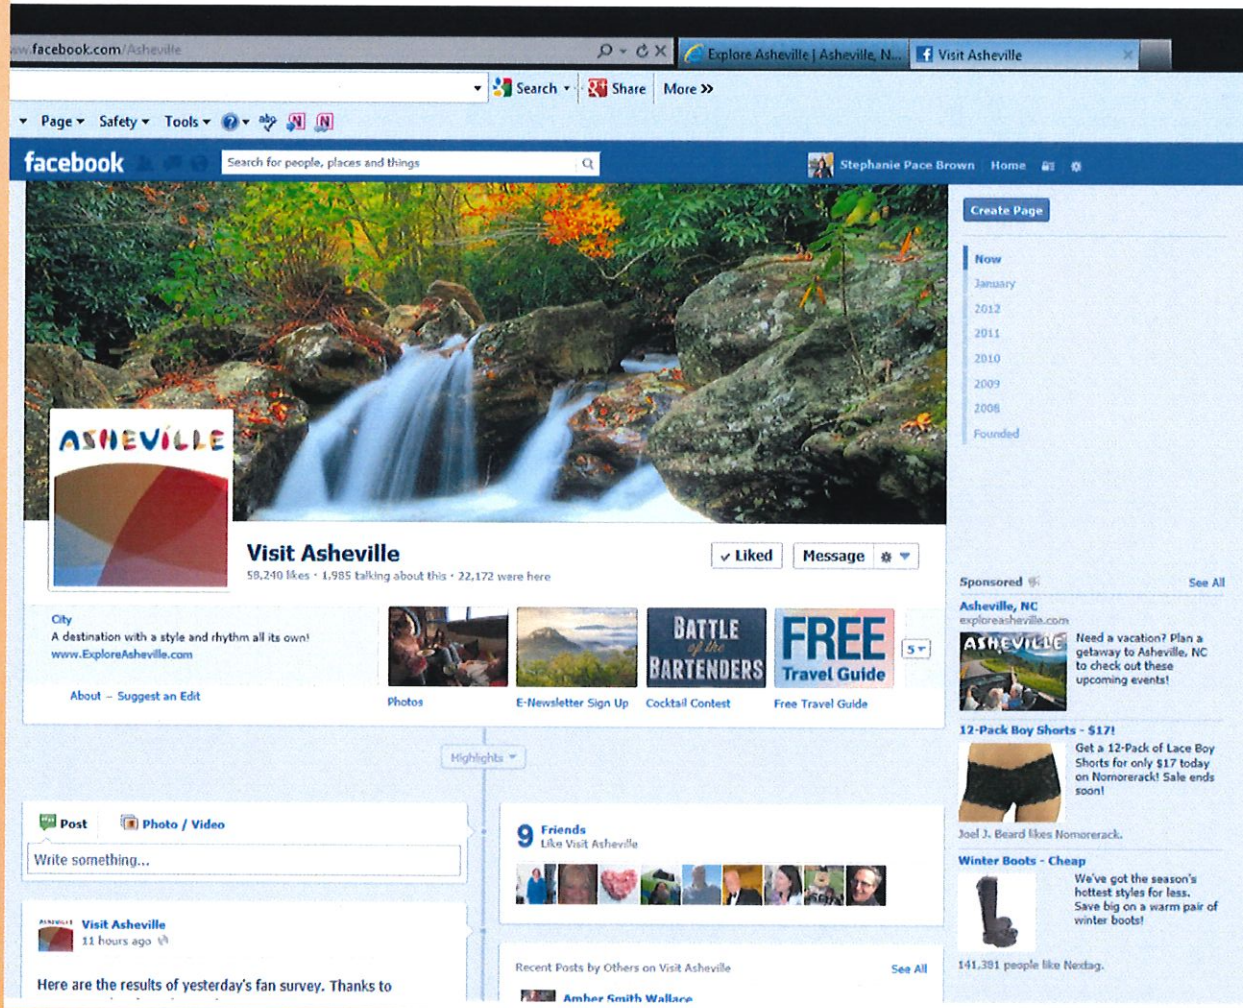 w.facebook.com/Asheville
Explore Asheville | Asheville, N...
Visit Asheville
Search
Share
More >>
Page
Safety
Tools
facebook
Search for people, places and things
Stephanie Pace Brown
Home
Create Page
Now
January
2012
2011
2010
2009
2008
Founded
ASHEVILLE
Visit Asheville
58,240 likes · 1,985 talking about this · 22,172 were here
Liked
Message
City
A destination with a style and rhythm all its own!
www.ExploreAsheville.com
About – Suggest an Edit
Photos
E-Newsletter Sign Up
BATTLE
of the
BARTENDERS
Cocktail Contest
FREE
Travel Guide
Free Travel Guide
5
Sponsored
See All
Asheville, NC
exploreasheville.com
ASHEVILLE
Need a vacation? Plan a
getaway to Asheville, NC
to check out these
upcoming events!
12-Pack Boy Shorts - $17!
Get a 12-Pack of Lace Boy
Shorts for only $17 today
on Nomorerack! Sale ends
soon!
Joel J. Beard likes Nomorerack.
Winter Boots - Cheap
We've got the season's
hottest styles for less.
Save big on a warm pair of
winter boots!
141,381 people like Nextag.
Highlights
Post
Photo / Video
Write something...
9 Friends
Like Visit Asheville
ASHEVILLE
Visit Asheville
11 hours ago
Here are the results of yesterday's fan survey. Thanks to
Recent Posts by Others on Visit Asheville
See All
Amber Smith Wallace